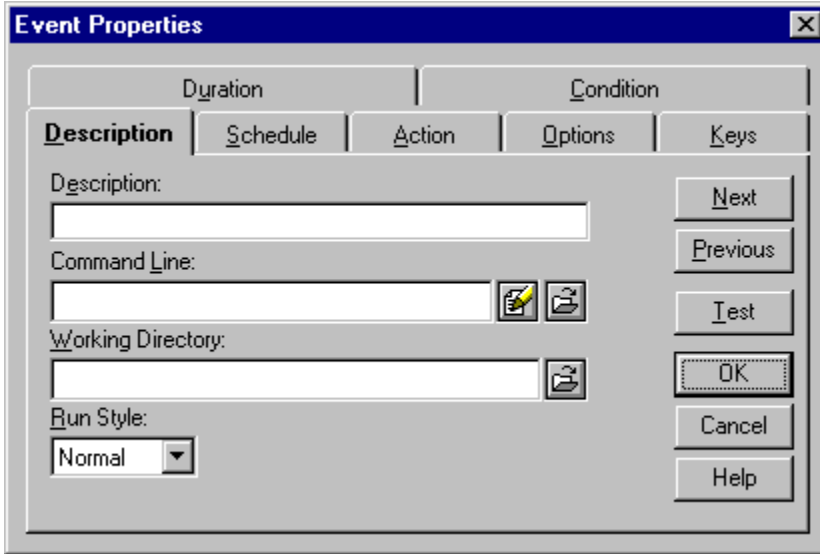 Event Properties
Duration Condition
Description Schedule Action Options Keys
Description:
Next
Previous
Command Line:
Test
Working Directory:
OK
Run Style:
Cancel
Normal
Help